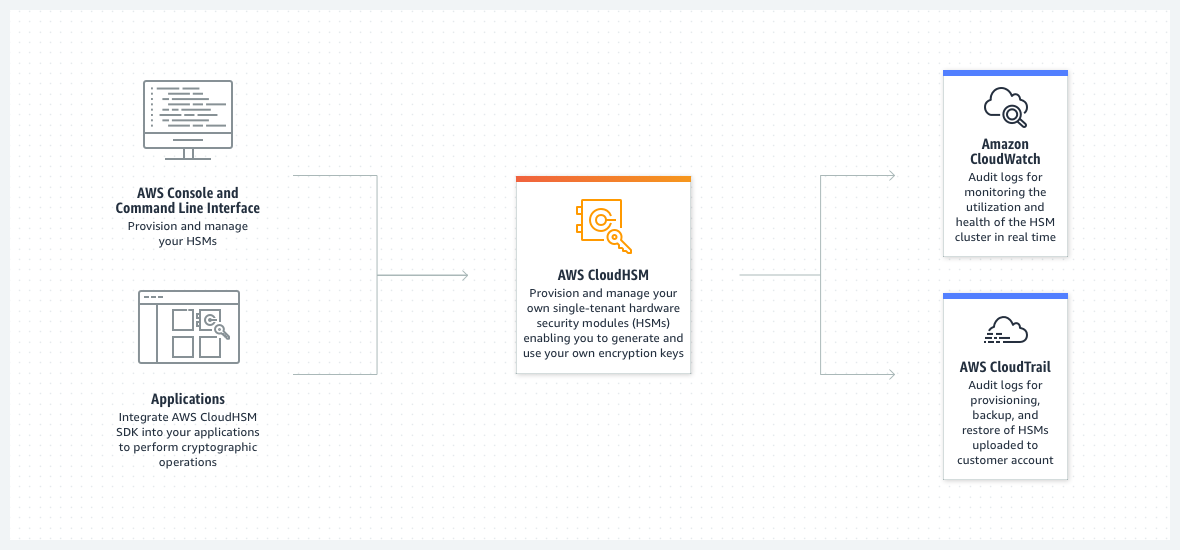 AWS Console and
Command Line Interface
Provision and manage
your HSMs
Applications
Integrate AWS CloudHSM
SDK into your applications
to perform cryptographic
operations
AWS CloudHSM
Provision and manage your
own single-tenant hardware
security modules (HSMs)
enabling you to generate and
use your own encryption keys
Amazon
CloudWatch
Audit logs for
monitoring the
utilization and
health of the HSM
cluster in real time
AWS CloudTrail
Audit logs for
provisioning,
backup, and
restore of HSMs
uploaded to
customer account